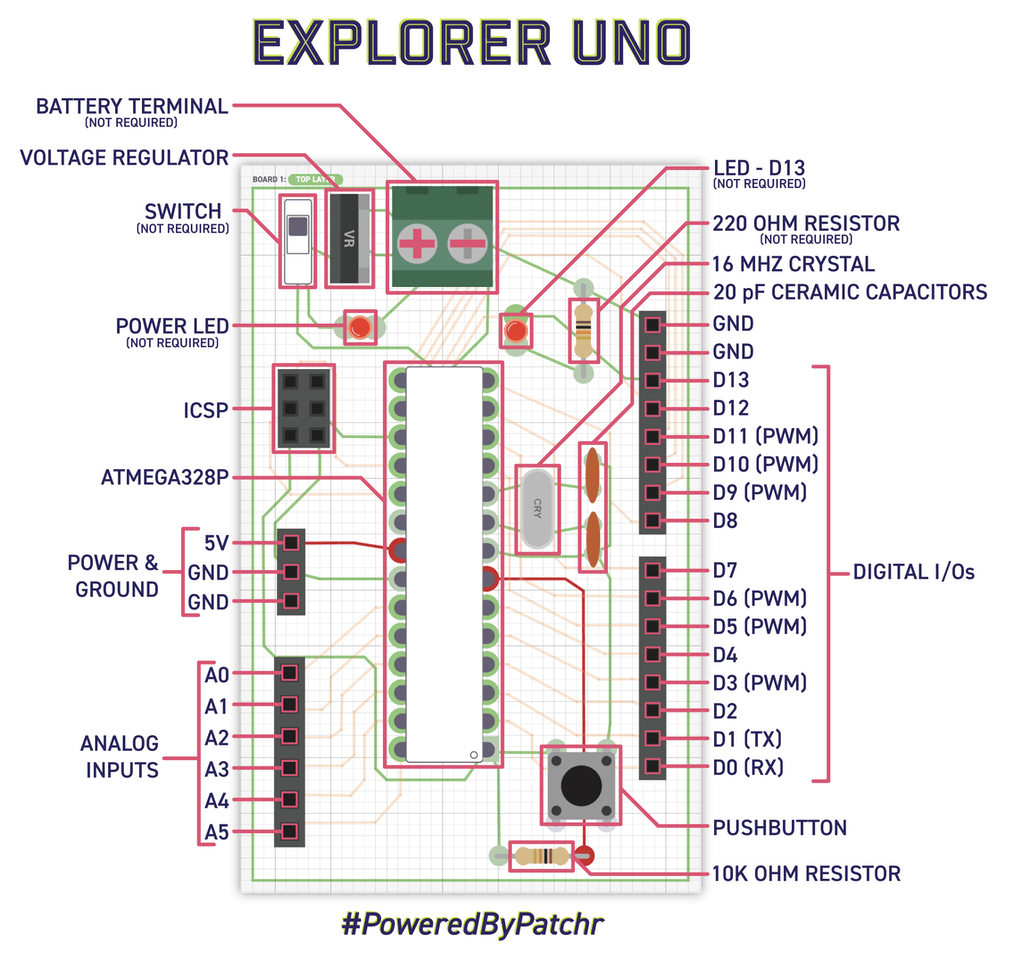 EXPLORER UNO
BATTERY TERMINAL
(NOT REQUIRED)
VOLTAGE REGULATOR
SWITCH
(NOT REQUIRED)
POWER LED
(NOT REQUIRED)
ICSP
ATMEGA328P
5V
GND
GND
POWER &
GROUND
A0
A1
A2
A3
A4
A5
ANALOG
INPUTS
BOARD 1: TOP LAYER
VR
CRY
LED - D13
(NOT REQUIRED)
220 OHM RESISTOR
(NOT REQUIRED)
16 MHZ CRYSTAL
20 pF CERAMIC CAPACITORS
GND
GND
D13
D12
D11 (PWM)
D10 (PWM)
D9 (PWM)
D8
D7
D6 (PWM)
D5 (PWM)
D4
D3 (PWM)
D2
D1 (TX)
D0 (RX)
DIGITAL I/Os
PUSHBUTTON
10K OHM RESISTOR
#PoweredByPatchr